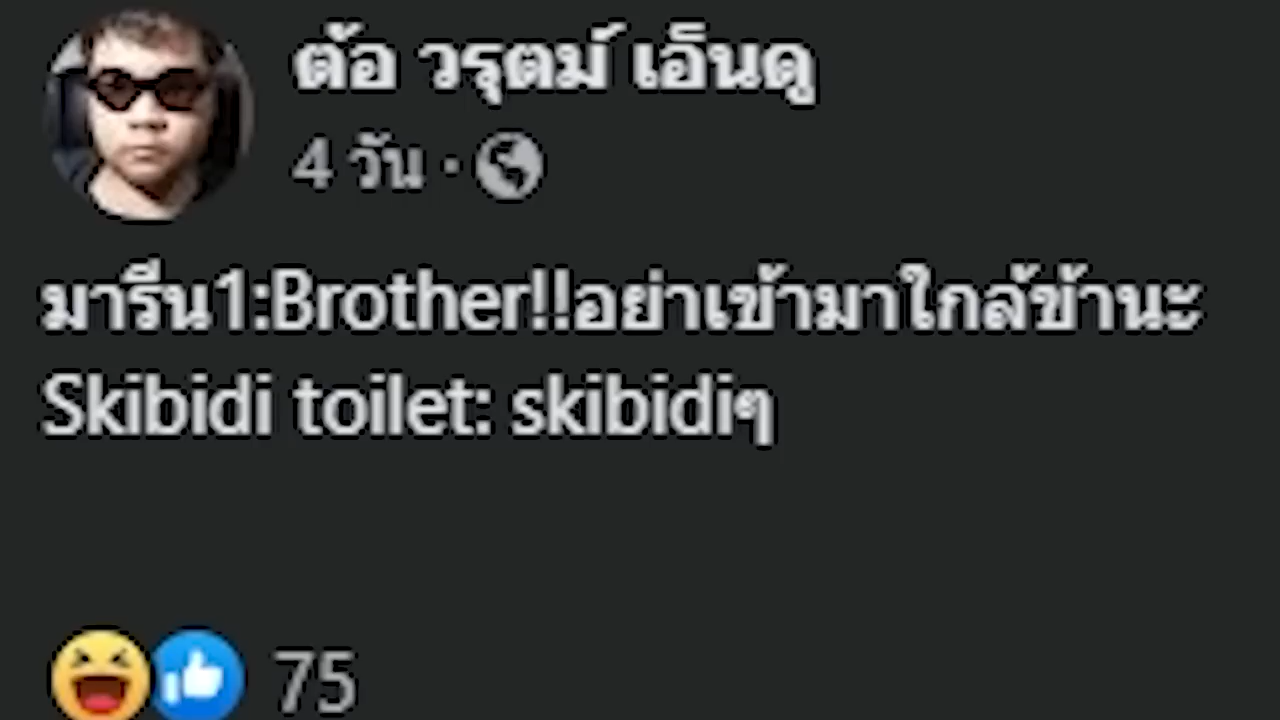 ต้อ วรุตม์ เอ็นดู
4 วัน ·
มารีน1:Brother!!อย่าเข้ามาใกล้ข้านะ
Skibidi toilet: skibidiๆ
75